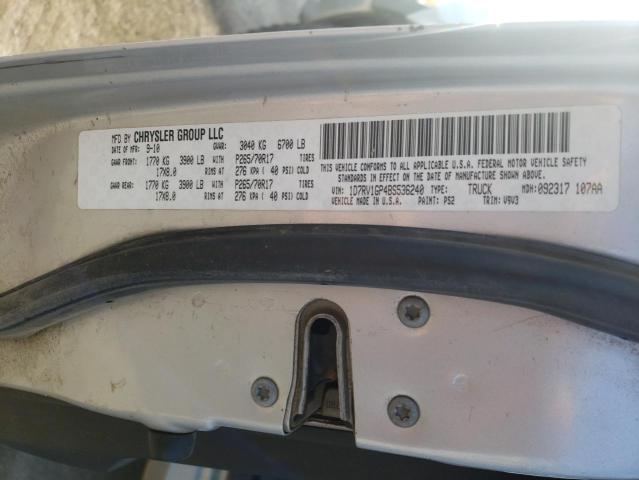 MFD BY CHRYSLER GROUP LLC
DATE OF MFR: 9-10 GVWR: 3040 KG 6700 LB
GAWR FRONT: 1770 KG 3900 LB WITH P265/70R17 TIRES
17X8.0 RIMS AT 276 KPA ( 40 PSI) COLD
GAWR REAR: 1770 KG 3900 LB WITH P265/70R17 TIRES
17X8.0 RIMS AT 276 KPA ( 40 PSI) COLD
THIS VEHICLE CONFORMS TO ALL APPLICABLE U.S.A. FEDERAL MOTOR VEHICLE SAFETY
STANDARDS IN EFFECT ON THE DATE OF MANUFACTURE SHOWN ABOVE.
VIN: 1D7RV1GP4BS536240 TYPE: TRUCK MDH: 092317 107AA
VEHICLE MADE IN U.S.A. PAINT: PS2 TRIM: V9V3